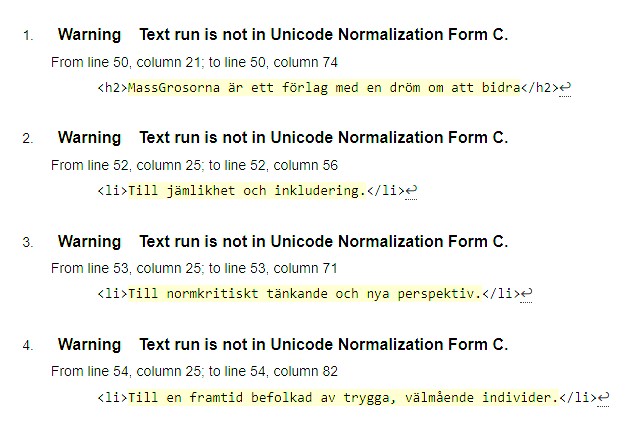 1. Warning Text run is not in Unicode Normalization Form C.
From line 50, column 21; to line 50, column 74
<h2>MassGrosorna är ett förlag med en dröm om att bidra</h2>↩
2. Warning Text run is not in Unicode Normalization Form C.
From line 52, column 25; to line 52, column 56
<li>Till jämlikhet och inkludering.</li>↩
3. Warning Text run is not in Unicode Normalization Form C.
From line 53, column 25; to line 53, column 71
<li>Till normkritiskt tänkande och nya perspektiv.</li>↩
4. Warning Text run is not in Unicode Normalization Form C.
From line 54, column 25; to line 54, column 82
<li>Till en framtid befolkad av trygga, välmående individer.</li>↩